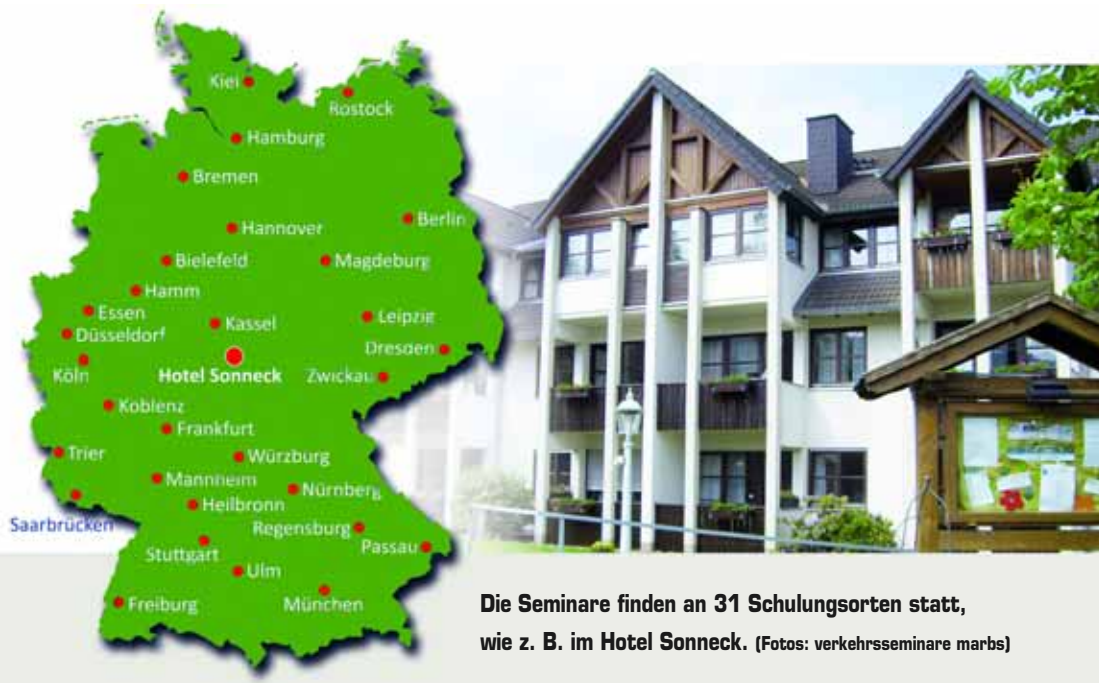 Kiel
Rostock
Hamburg
Bremen
Berlin
Hannover
Bielefeld
Magdeburg
Hamm
Essen
Leipzig
Düsseldorf
Kassel
Dresden
Köln
Hotel Sonneck
Zwickau
Koblenz
Frankfurt
Trier
Würzburg
Mannheim
Nürnberg
Heilbronn
Saarbrücken
Regensburg
Passau
Stuttgart
Ulm
Freiburg
München
Die Seminare finden an 31 Schulungsorten statt,
wie z. B. im Hotel Sonneck. (Fotos: verkehrsseminare marbs)